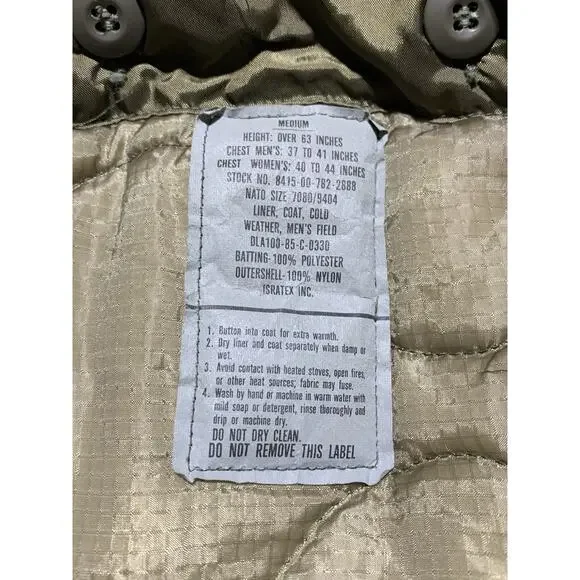 MEDIUM
HEIGHT: OVER 63 INCHES
CHEST MEN'S: 37 TO 41 INCHES
CHEST WOMEN'S: 40 TO 44 INCHES
STOCK NO. 8415-00-782-2888
NATO SIZE 7080/9404
LINER, COAT, COLD
WEATHER, MEN'S FIELD
DLA100-85-C-0330
BATTING-100% POLYESTER
OUTERSHELL-100% NYLON
ISRATEX INC.
1. Button into coat for extra warmth.
2. Dry liner and coat separately when damp or
wet.
3. Avoid contact with heated stoves, open fires,
or other heat sources; fabric may fuse.
4. Wash by hand or machine in warm water with
mild soap or detergent, rinse thoroughly and
drip or machine dry.
DO NOT DRY CLEAN.
DO NOT REMOVE THIS LABEL